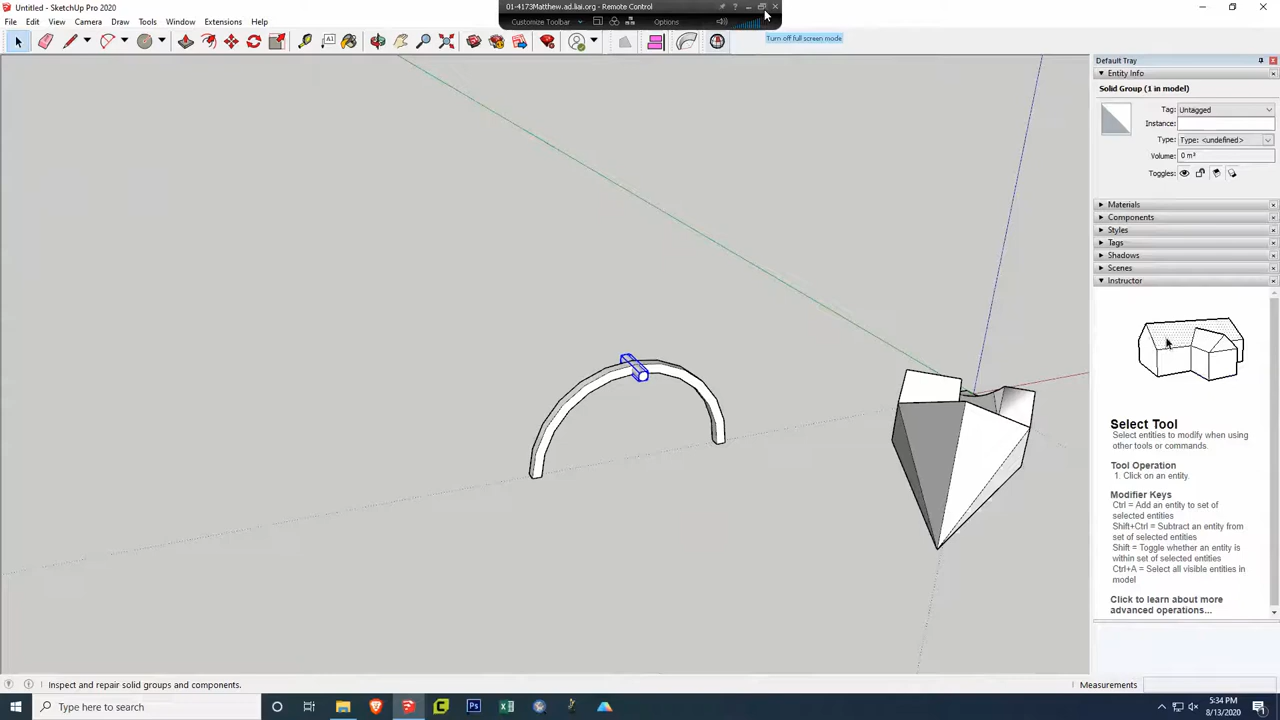 Untitled - SketchUp Pro 2020
01-4173Matthew.ad.liai.org - Remote Control
File Edit View Camera Draw Tools Window Extensions Help
Customize Toolbar
Options
Turn off full screen mode
Default Tray
Entity Info
Solid Group (1 in model)
Tag: Untagged
Instance:
Type: Type: <undefined>
Volume: 0 m³
Toggles:
Materials
Components
Styles
Tags
Shadows
Scenes
Instructor
Select Tool
Select entities to modify when using
other tools or commands.
Tool Operation
1. Click on an entity.
Modifier Keys
Ctrl = Add an entity to set of
selected entities
Shift+Ctrl = Subtract an entity from
set of selected entities
Shift = Toggle whether an entity is
within set of selected entities
Ctrl+A = Select all visible entities in
model
Click to learn about more
advanced operations...
Inspect and repair solid groups and components.
Measurements
Type here to search
Ps
5:34 PM
8/13/2020
1